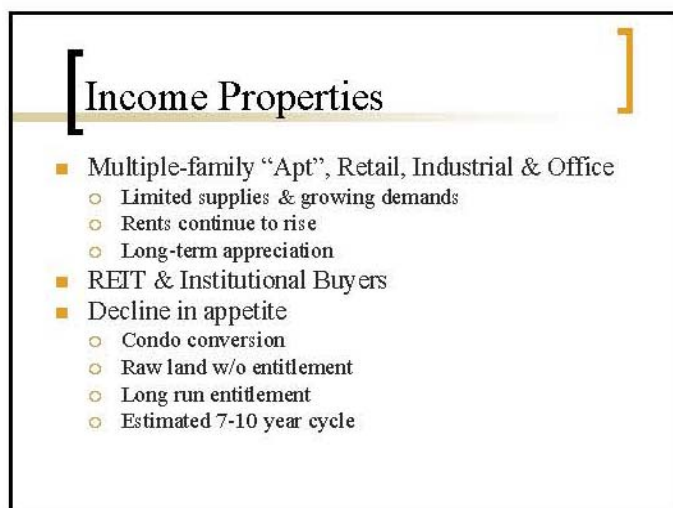 Income Properties
Multiple-family “Apt”, Retail, Industrial & Office
Limited supplies & growing demands
Rents continue to rise
Long-term appreciation
REIT & Institutional Buyers
Decline in appetite
Condo conversion
Raw land w/o entitlement
Long run entitlement
Estimated 7-10 year cycle